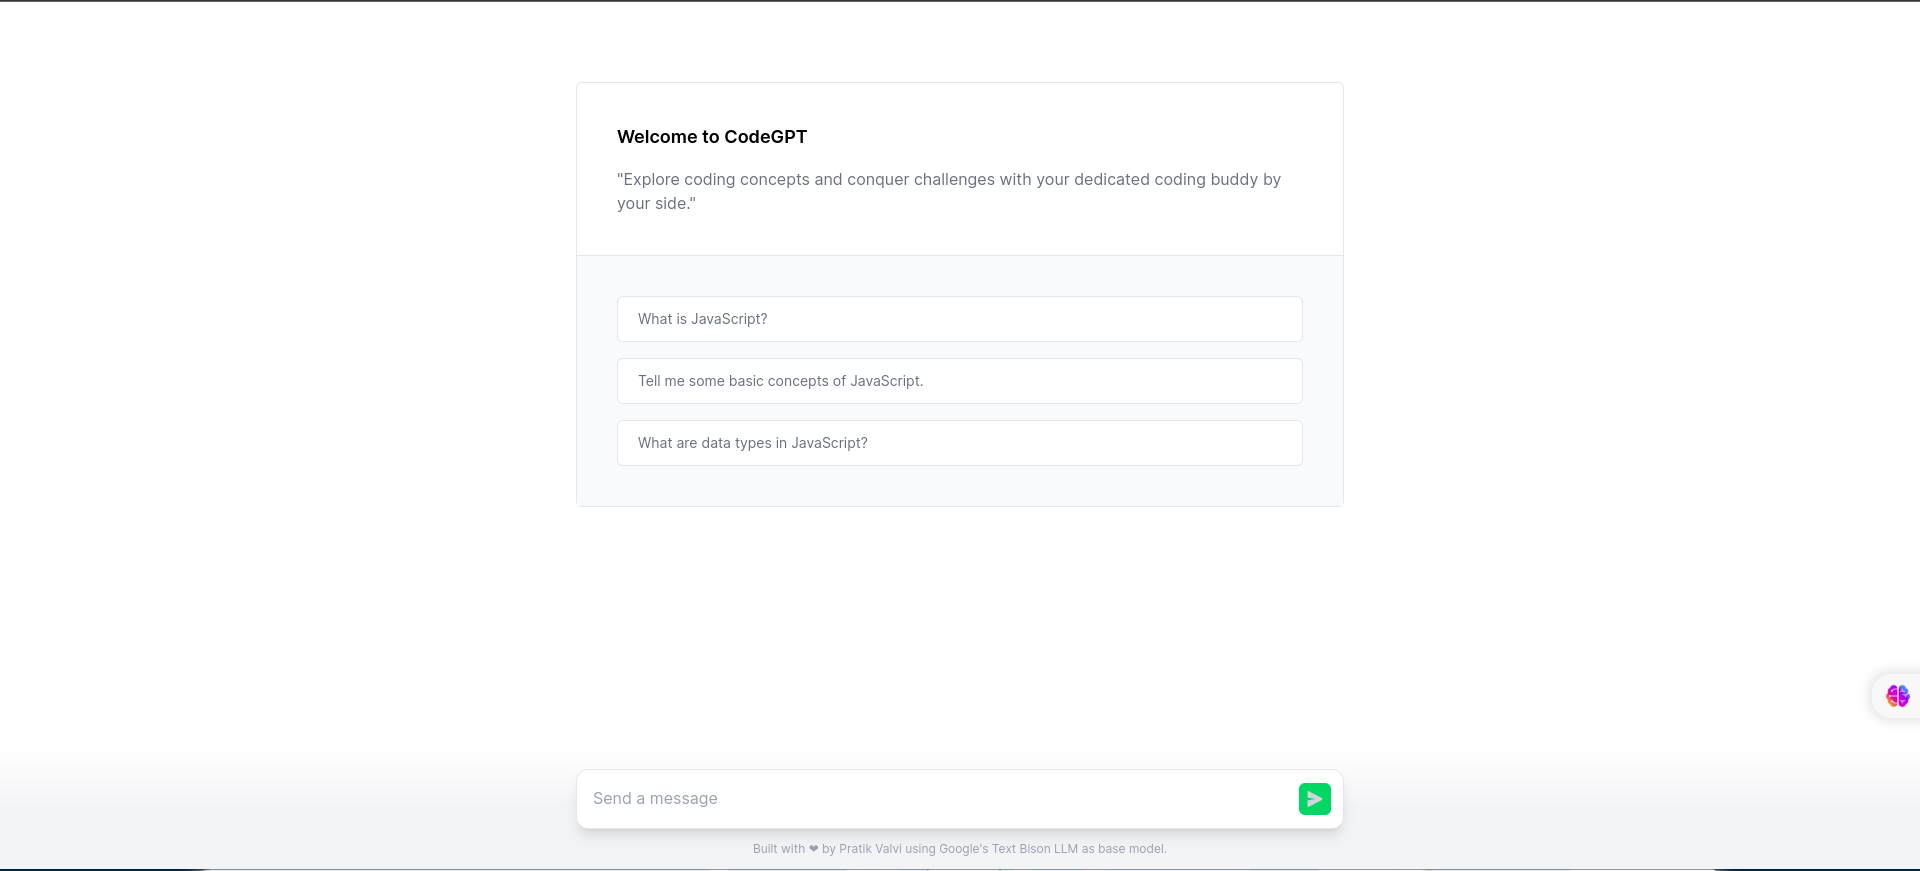 Welcome to CodeGPT
"Explore coding concepts and conquer challenges with your dedicated coding buddy by
your side."
What is JavaScript?
Tell me some basic concepts of JavaScript.
What are data types in JavaScript?
Send a message
Built with ❤ by Pratik Valvi using Google's Text Bison LLM as base model.